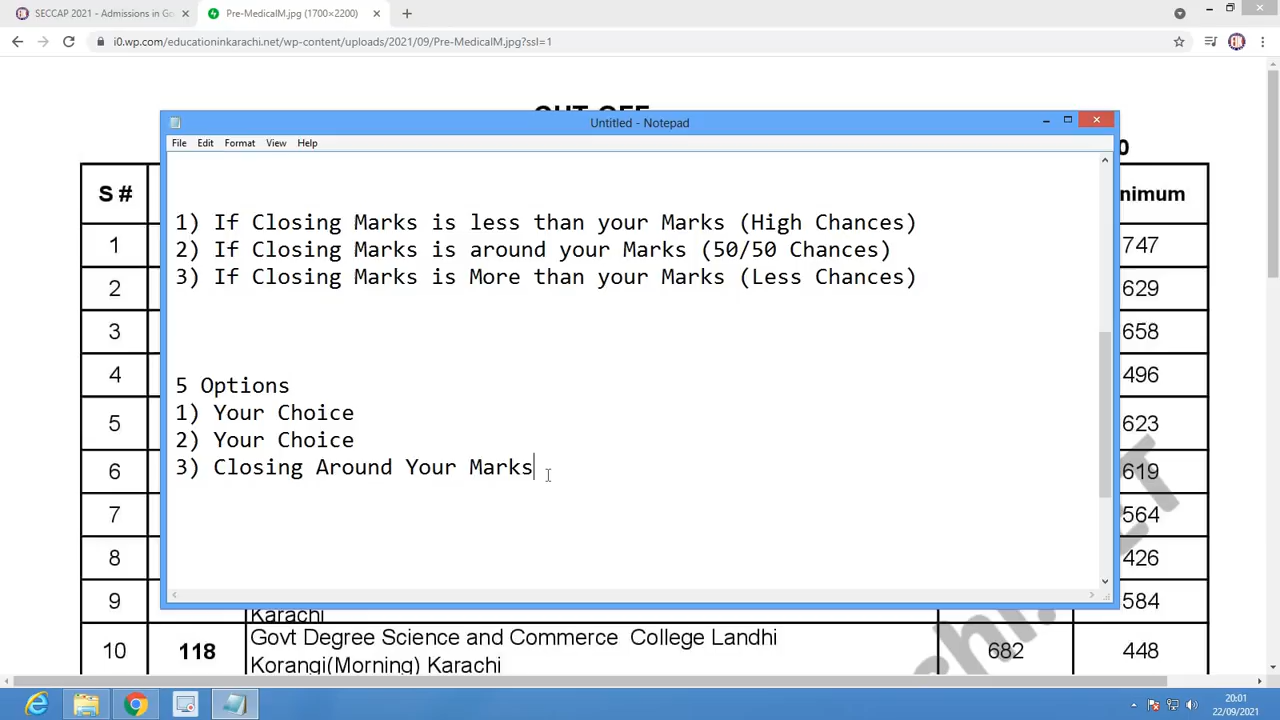 SECCAP 2021 - Admissions in Go
Pre-MedicalM.jpg (1700×2200)
i0.wp.com/educationinkarachi.net/wp-content/uploads/2021/09/Pre-MedicalM.jpg?ssl=1
Untitled - Notepad
File Edit Format View Help
1) If Closing Marks is less than your Marks (High Chances)
2) If Closing Marks is around your Marks (50/50 Chances)
3) If Closing Marks is More than your Marks (Less Chances)
5 Options
1) Your Choice
2) Your Choice
3) Closing Around Your Marks
S # nimum
1 747
2 629
3 658
4 496
5 623
6 619
7 564
8 426
9 Karachi 584
10 118 Govt Degree Science and Commerce College Landhi 682 448
Korangi(Morning) Karachi
20:01
22/09/2021